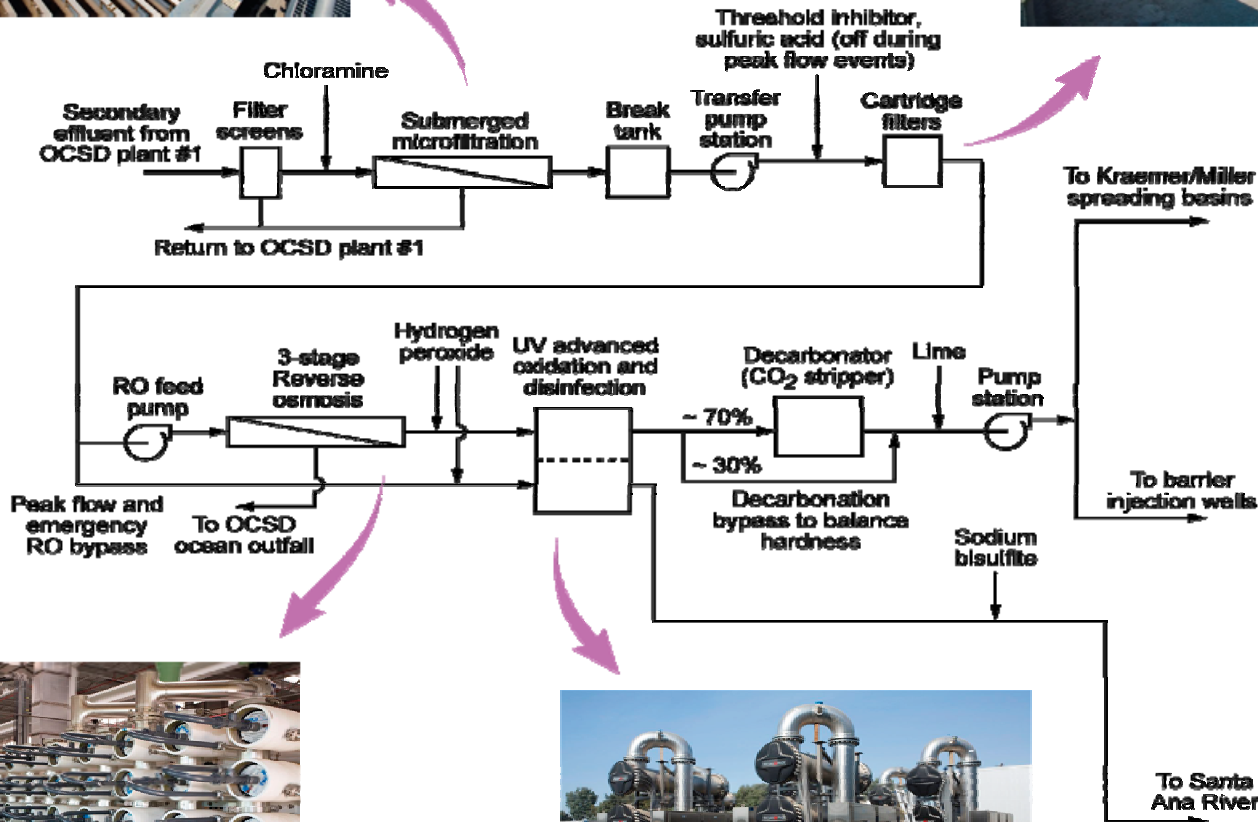 Threshold inhibitor,
sulfuric acid (off during
peak flow events)
Chloramine
Secondary
effluent from
OCSD plant #1
Filter
screens
Submerged
microfiltration
Break
tank
Transfer
pump
station
Cartridge
filters
To Kraemer/Miller
spreading basins
Return to OCSD plant #1
Hydrogen
peroxide
UV advanced
oxidation and
disinfection
3-stage
Reverse
osmosis
RO feed
pump
Decarbonator
(CO2 stripper)
Lime
Pump
station
~ 70%
~ 30%
Peak flow and
emergency
RO bypass
To OCSD
ocean outfall
Decarbonation
bypass to balance
hardness
To barrier
injection wells
Sodium
bisulfite
To Santa
Ana River